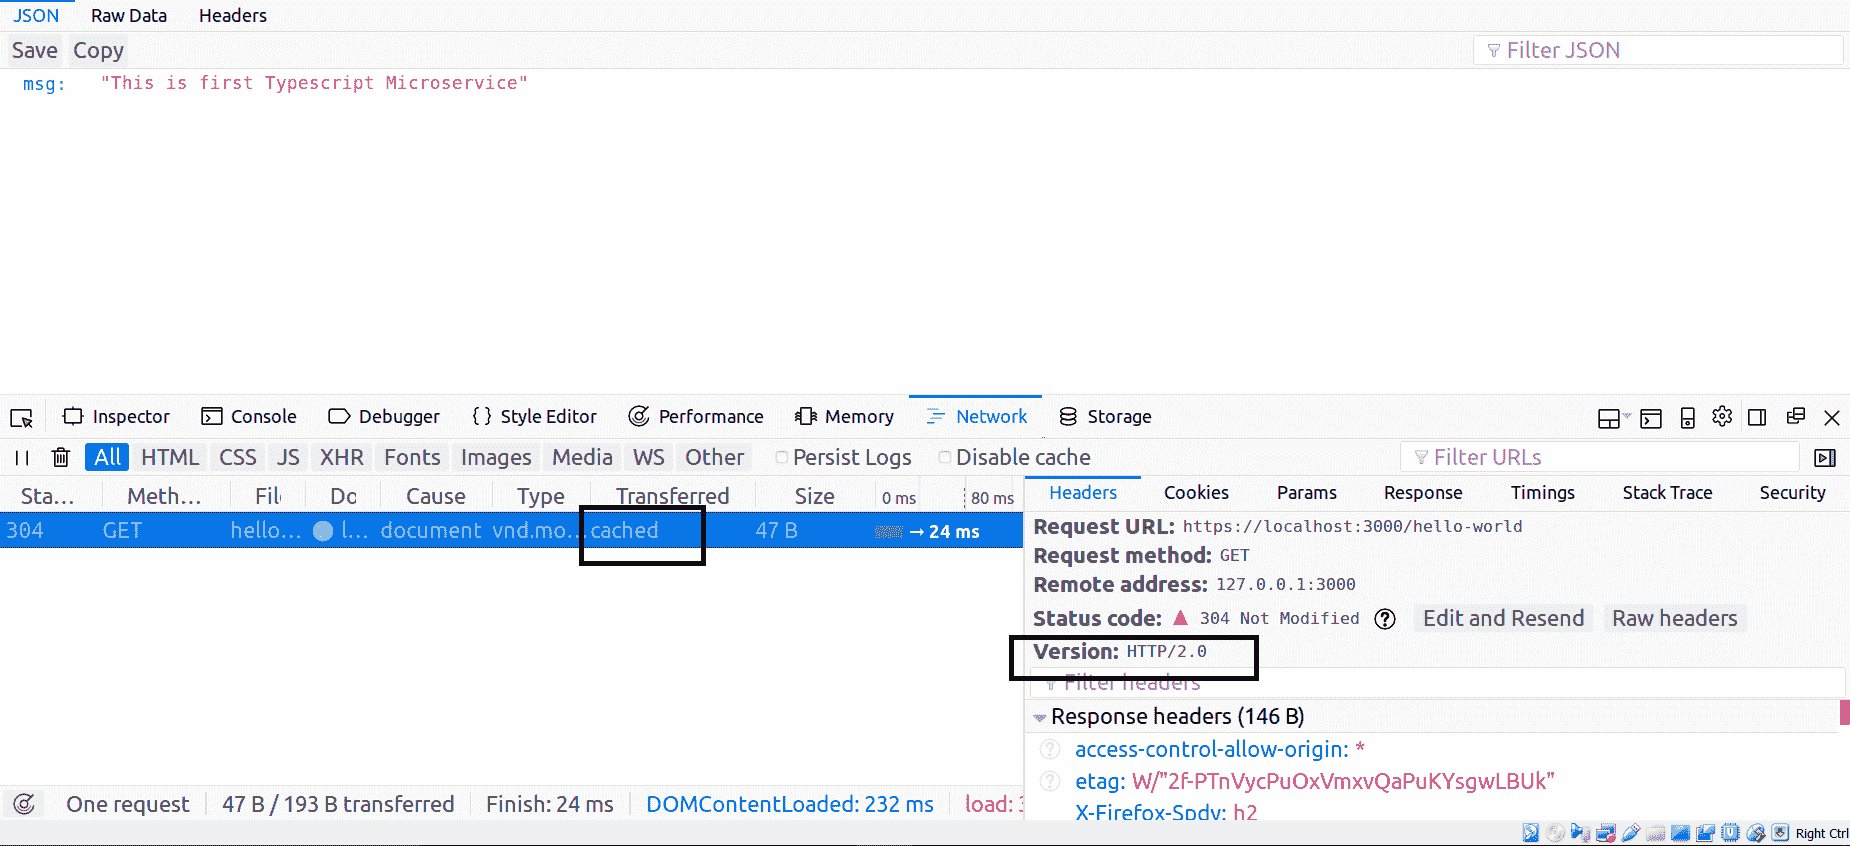 JSON Raw Data Headers
Save Copy Filter JSON
msg: "This is first Typescript Microservice"
Inspector Console Debugger Style Editor Performance Memory Network Storage
All HTML CSS JS XHR Fonts Images Media WS Other Persist Logs Disable cache Filter URLs
Sta... Meth... Fil Do Cause Type Transferred Size 0 ms 80 ms
304 GET hello... l... document vnd.mo... cached 47 B → 24 ms
Headers Cookies Params Response Timings Stack Trace Security
Request URL: https://localhost:3000/hello-world
Request method: GET
Remote address: 127.0.0.1:3000
Status code: 304 Not Modified ? Edit and Resend Raw headers
Version: HTTP/2.0
Filter headers
Response headers (146 B)
? access-control-allow-origin: *
? etag: W/"2f-PTnVycPuOxVmxvQaPuKYsgwLBUk"
X-Firefox-Spdy: h2
One request 47 B / 193 B transferred Finish: 24 ms DOMContentLoaded: 232 ms load: 3
Right Ctrl